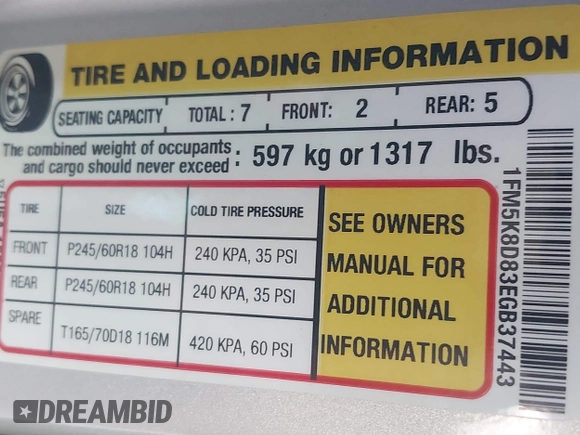 TIRE AND LOADING INFORMATION
SEATING CAPACITY TOTAL : 7 FRONT: 2 REAR: 5
The combined weight of occupants and cargo should never exceed : 597 kg or 1317 lbs.
TIRE SIZE COLD TIRE PRESSURE
FRONT P245/60R18 104H 240 KPA, 35 PSI
REAR P245/60R18 104H 240 KPA, 35 PSI
SPARE T165/70D18 116M 420 KPA, 60 PSI
SEE OWNERS
MANUAL FOR
ADDITIONAL
INFORMATION
1FM5K8D83EGB37443
DREAMBID